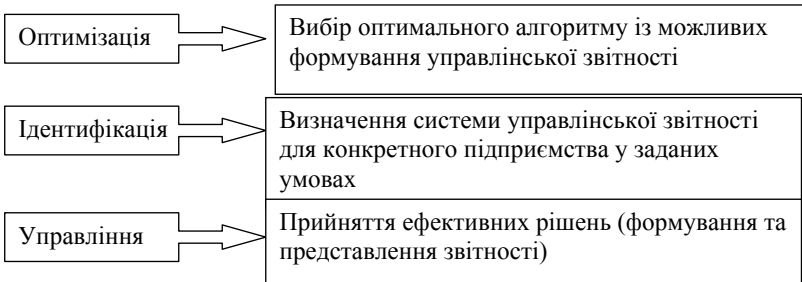 Оптимізація
Вибір оптимального алгоритму із можливих
формування управлінської звітності
Ідентифікація
Визначення системи управлінської звітності
для конкретного підприємства у заданих
умовах
Управління
Прийняття ефективних рішень (формування та
представлення звітності)